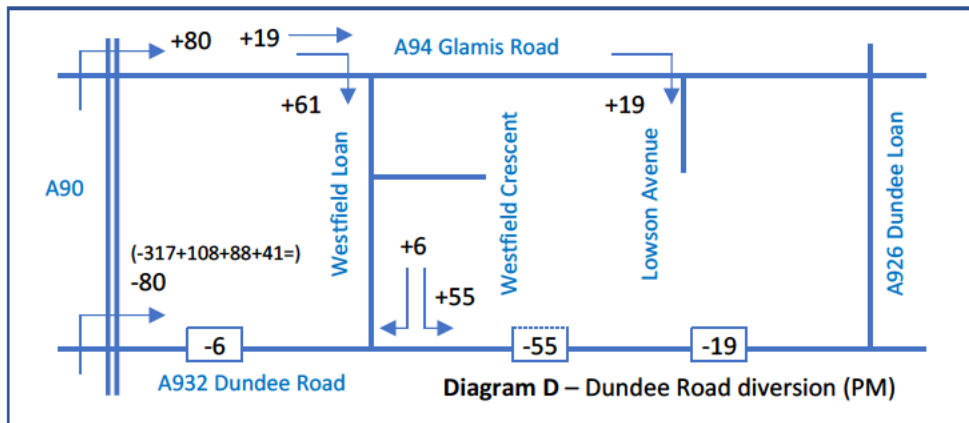 +80
+19
A94 Glamis Road
+61
+19
Westfield Loan
Westfield Crescent
Lowson Avenue
A926 Dundee Loan
A90
(-317+108+88+41=)
-80
+6
+55
-6
-55
-19
A932 Dundee Road
Diagram D – Dundee Road diversion (PM)